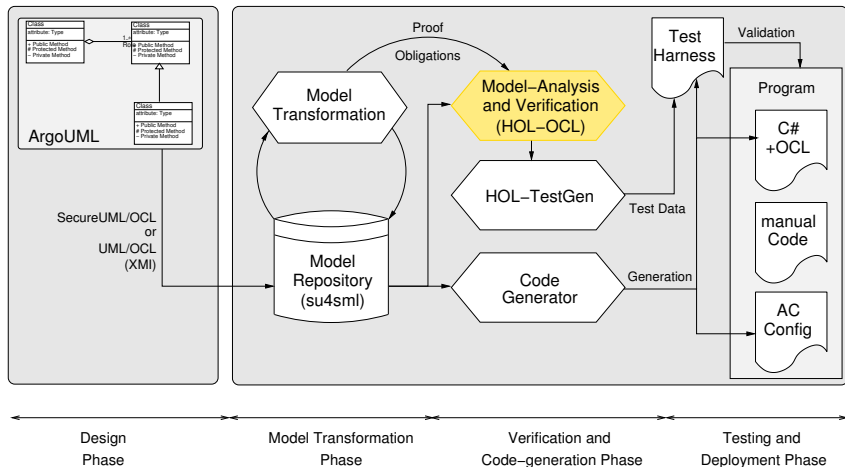 Class
attribute: Type
+ Public Method
# Protected Method
− Private Method
1..*
Role
Class
attribute: Type
+ Public Method
# Protected Method
− Private Method
Class
attribute: Type
+ Public Method
# Protected Method
− Private Method
ArgoUML
SecureUML/OCL
or
UML/OCL
(XMI)
Proof
Obligations
Model
Transformation
Model
Repository
(su4sml)
Model−Analysis
and Verification
(HOL−OCL)
HOL−TestGen
Code
Generator
Test Data
Generation
Test
Harness
Validation
Program
C#
+OCL
manual
Code
AC
Config
Design
Phase
Model Transformation
Phase
Verification and
Code−generation Phase
Testing and
Deployment Phase